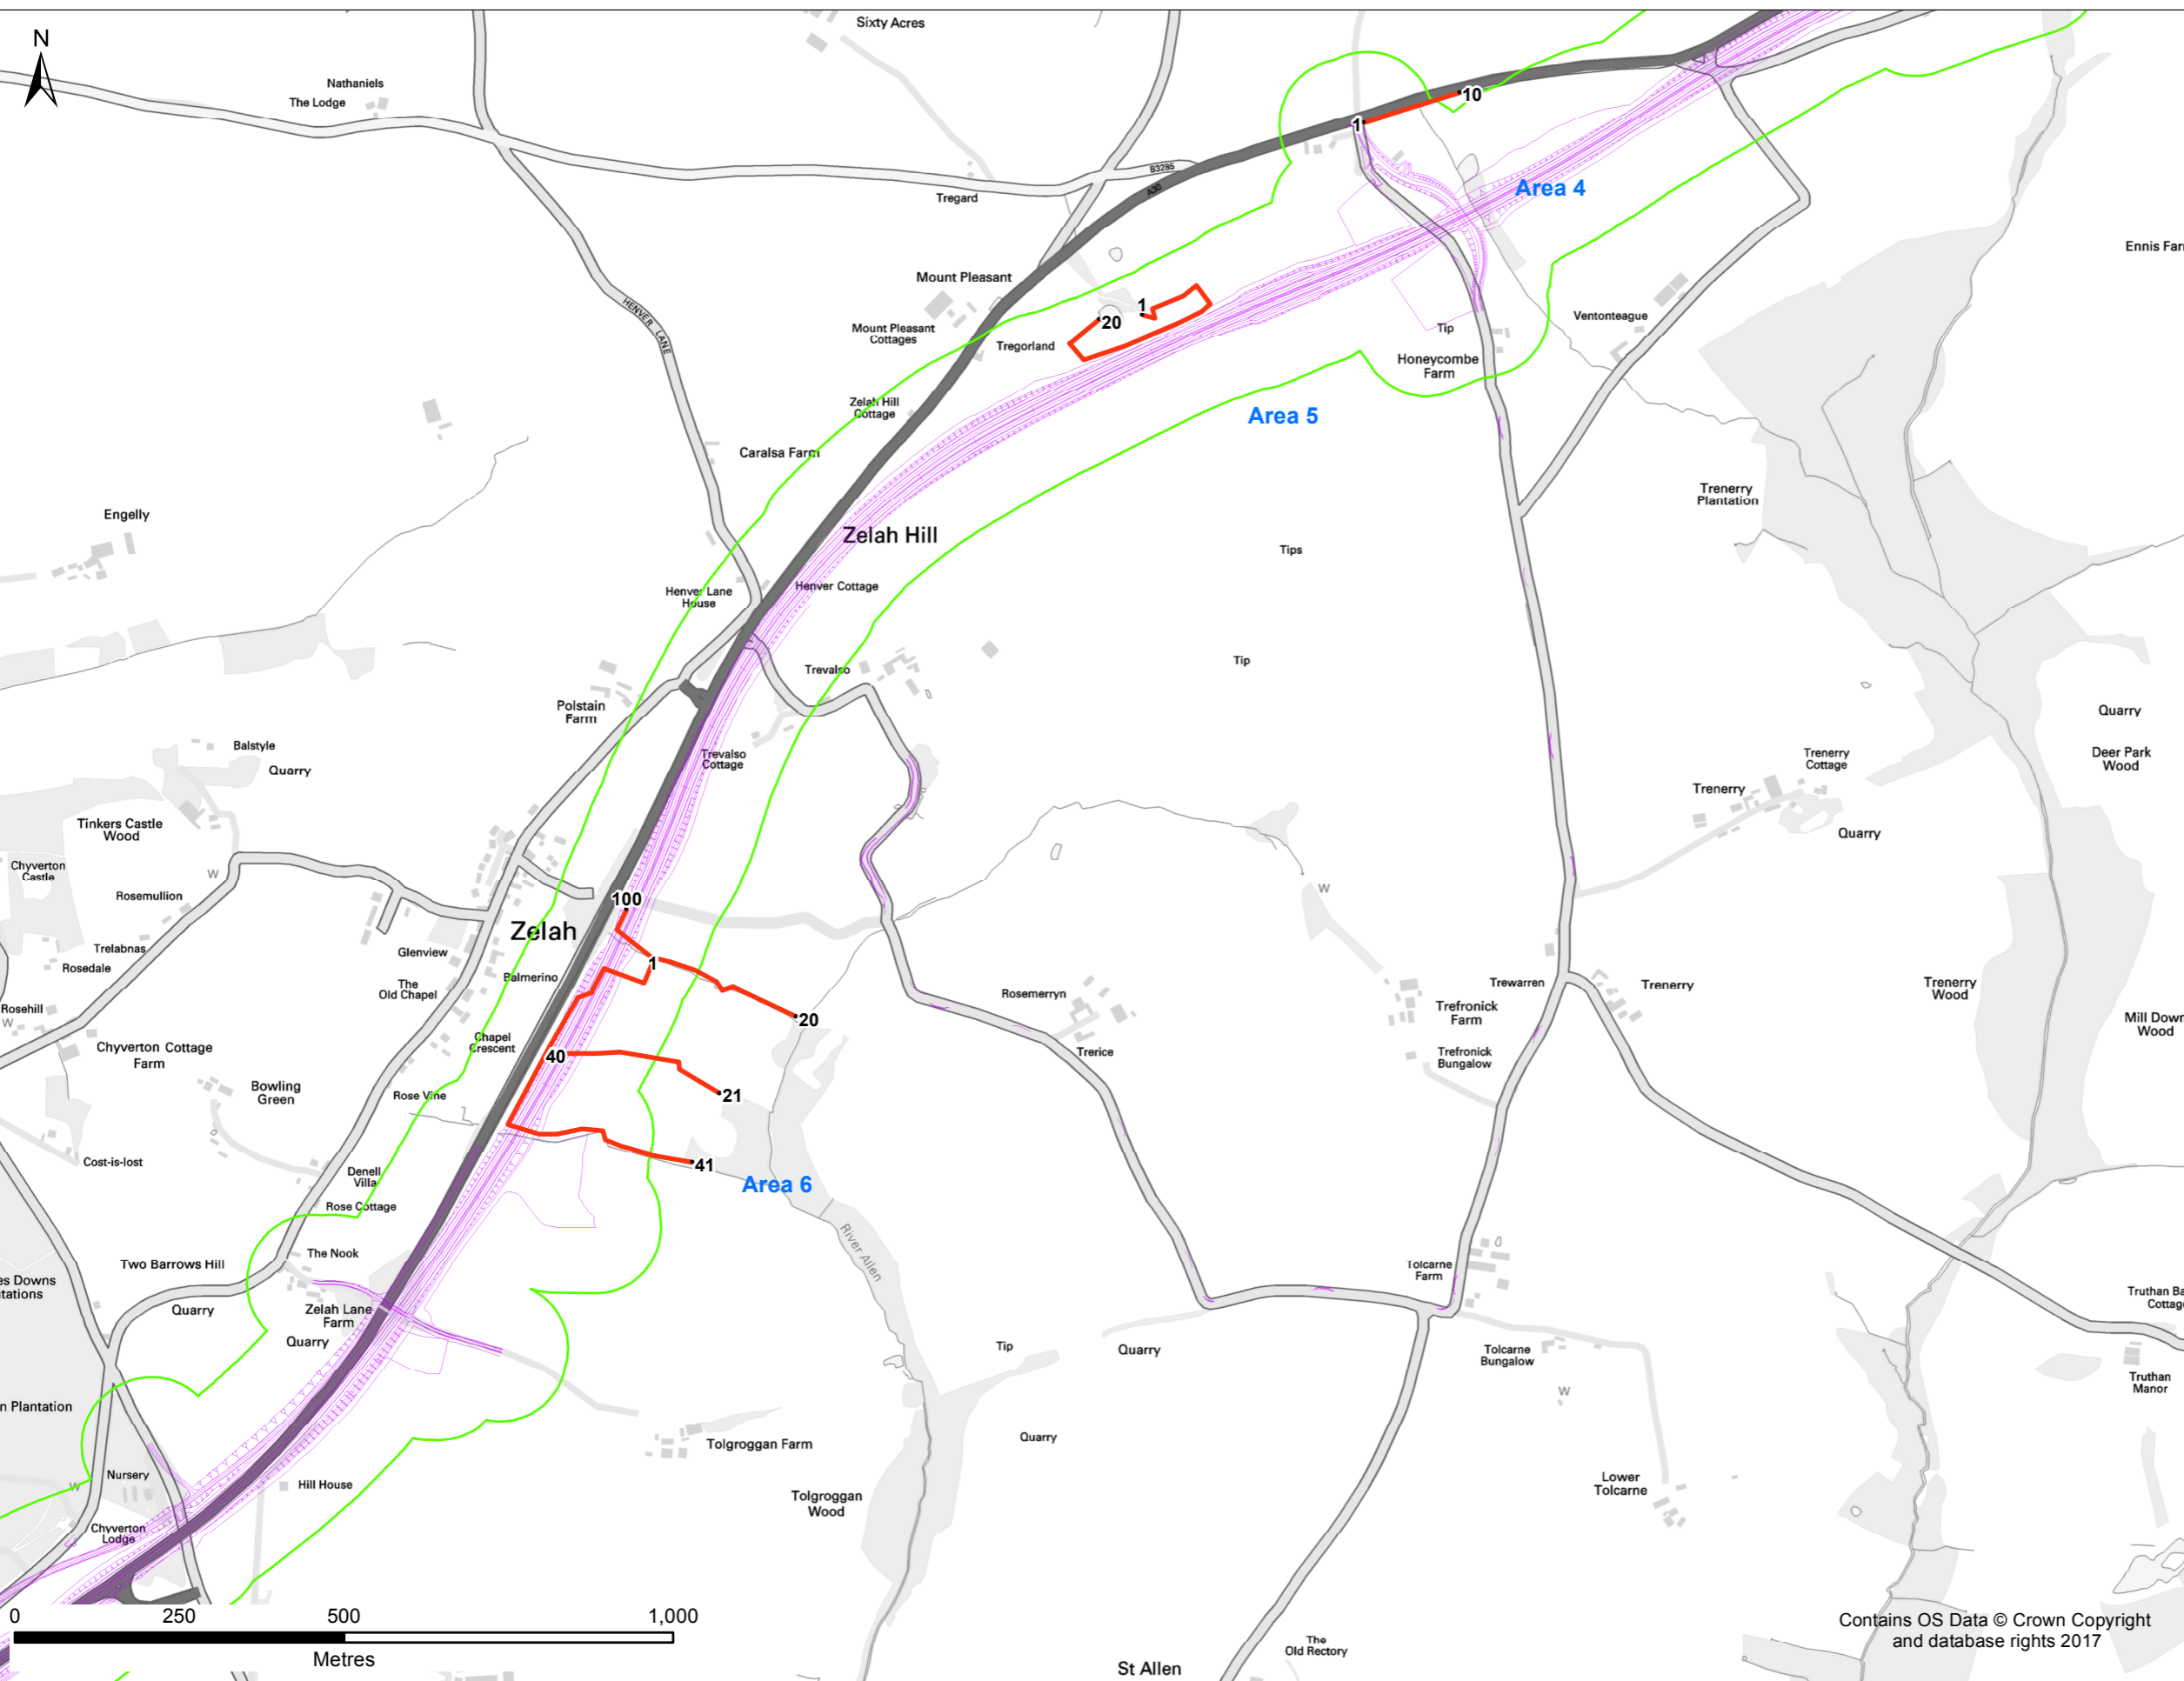 Sixty Acres
N
Nathaniels
The Lodge
10
1
B3285
A30
Area 4
Tregard
Ennis Far
Mount Pleasant
HENVER LANE
1
20
Mount Pleasant
Cottages
Tregorland
Tip
Ventonteague
Honeycombe
Farm
Zelah Hill
Cottage
Area 5
Caralsa Farm
Trenerry
Plantation
Engelly
Zelah Hill
Tips
Henver Lane
House
Henver Cottage
Tip
Trevalso
Polstain
Farm
Quarry
Balstyle
Quarry
Trevalso
Cottage
Trenerry
Cottage
Deer Park
Wood
Trenerry
Quarry
Tinkers Castle
Wood
Chyverton
Castle
W
Rosemullion
W
100
Zelah
Trelabnas
Rosedale
Glenview
The
Old Chapel
Balmerino
1
Rosemerryn
Trewarren
Trenerry
Trenerry
Wood
Rosehill
W
20
Trefronick
Farm
Mill Down
Wood
Chyverton Cottage
Farm
Chapel
Crescent
40
Trerice
Trefronick
Bungalow
Bowling
Green
Rose Vine
21
Cost-is-lost
Denell
Villa
41
Area 6
Rose Cottage
River Allen
The Nook
Two Barrows Hill
es Downs
tations
Tolcarne
Farm
Quarry
Zelah Lane
Farm
Quarry
Truthan Ba
Cottag
Tip
Quarry
Tolcarne
Bungalow
W
Truthan
Manor
n Plantation
Tolgroggan Farm
Quarry
Nursery
W
Hill House
Tolgroggan
Wood
Lower
Tolcarne
Chyverton
Lodge
0 250 500 1,000
Metres
The
Old Rectory
St Allen
Contains OS Data © Crown Copyright
and database rights 2017